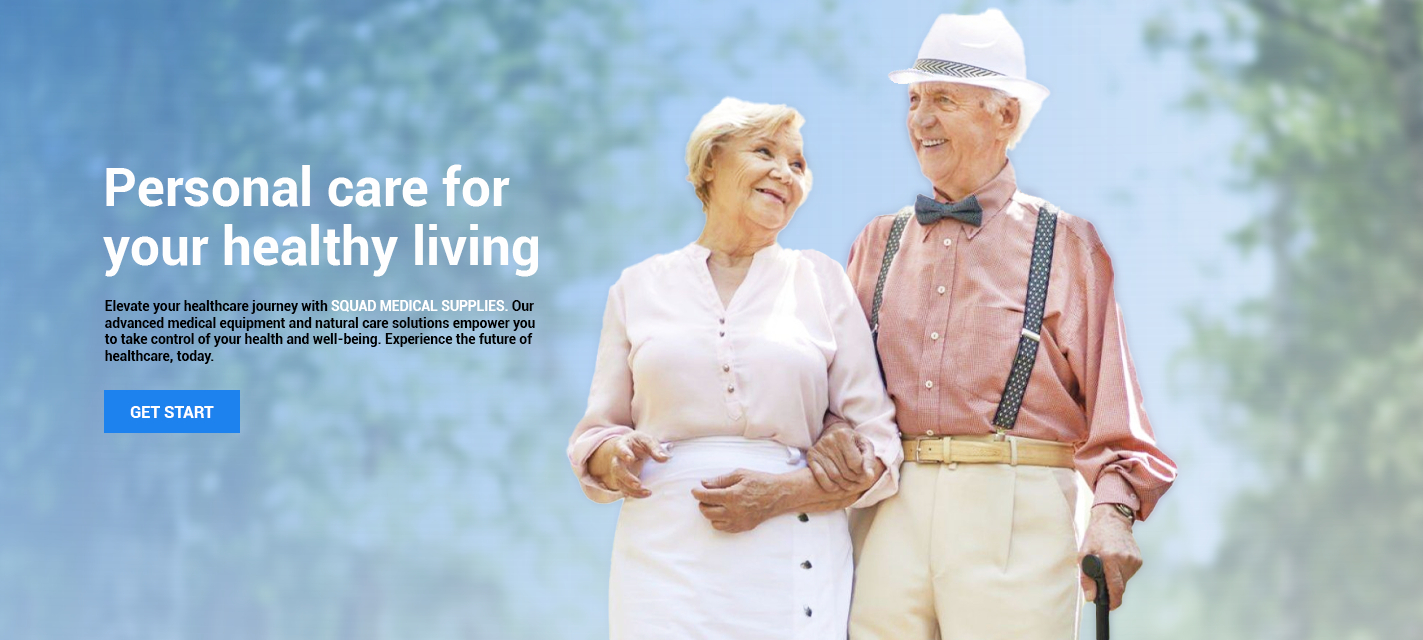 Personal care for
your healthy living
Elevate your healthcare journey with SQUAD MEDICAL SUPPLIES. Our
advanced medical equipment and natural care solutions empower you
to take control of your health and well-being. Experience the future of
healthcare, today.
GET START